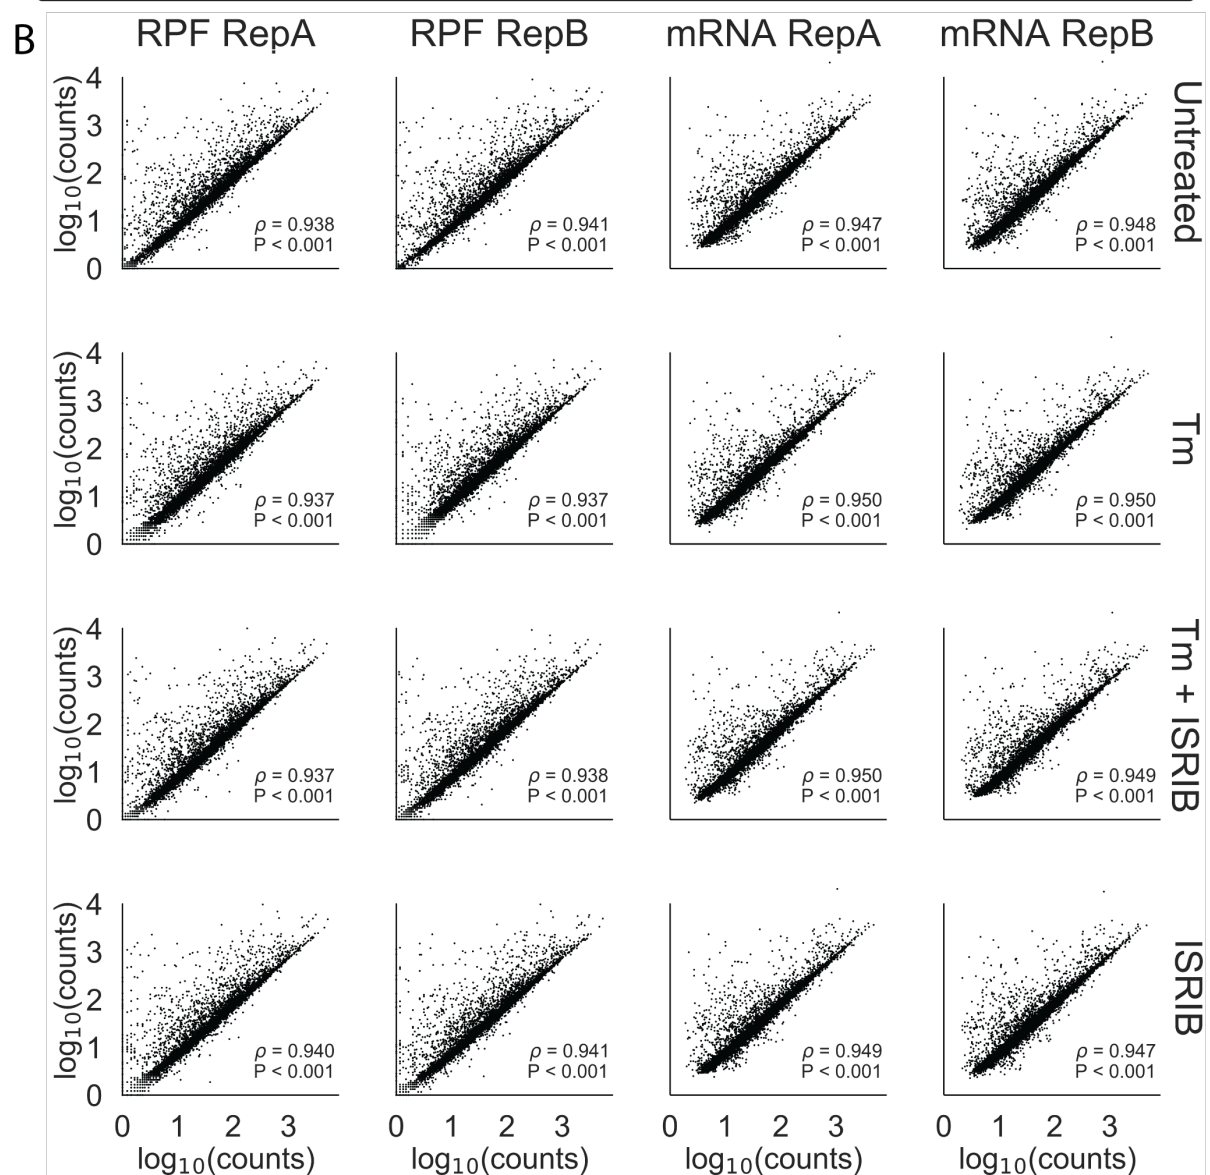 B
RPF RepA RPF RepB mRNA RepA mRNA RepB
4
3
2
1
0
log10(counts)
ρ = 0.938
P < 0.001
ρ = 0.941
P < 0.001
ρ = 0.947
P < 0.001
ρ = 0.948
P < 0.001
Untreated
4
3
2
1
0
log10(counts)
ρ = 0.937
P < 0.001
ρ = 0.937
P < 0.001
ρ = 0.950
P < 0.001
ρ = 0.950
P < 0.001
Tm
4
3
2
1
0
log10(counts)
ρ = 0.937
P < 0.001
ρ = 0.938
P < 0.001
ρ = 0.950
P < 0.001
ρ = 0.949
P < 0.001
Tm + ISRIB
4
3
2
1
0
log10(counts)
ρ = 0.940
P < 0.001
ρ = 0.941
P < 0.001
ρ = 0.949
P < 0.001
ρ = 0.947
P < 0.001
ISRIB
0 1 2 3 0 1 2 3 0 1 2 3 0 1 2 3
log10(counts) log10(counts) log10(counts) log10(counts)